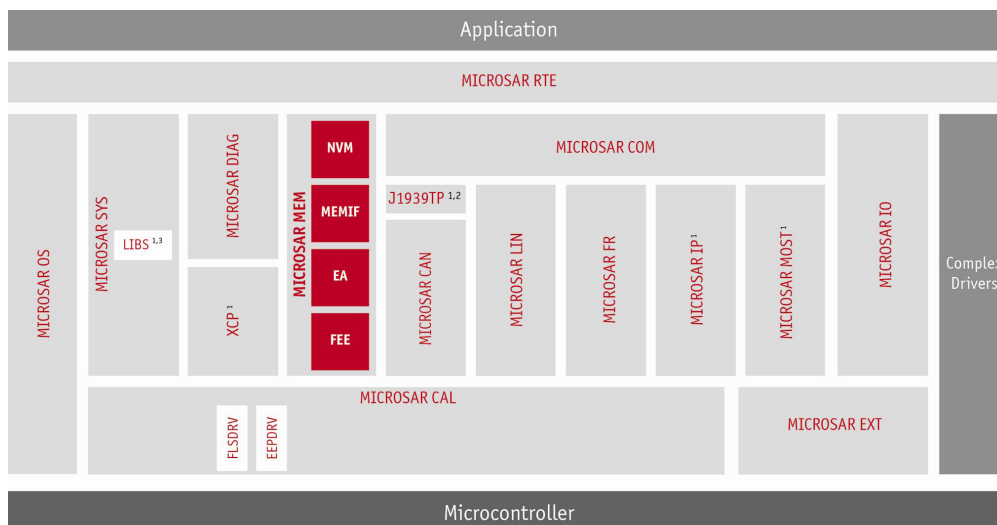 Application
MICROSAR RTE
MICROSAR OS
MICROSAR SYS
LIBS 1,3
MICROSAR DIAG
XCP 1
MICROSAR MEM
NVM
MEMIF
EA
FEE
MICROSAR COM
J1939TP 1,2
MICROSAR CAN
MICROSAR LIN
MICROSAR FR
MICROSAR IP 1
MICROSAR MOST 1
MICROSAR IO
Complex
Drivers
MICROSAR CAL
FLSDRV
EEPDRV
MICROSAR EXT
Microcontroller